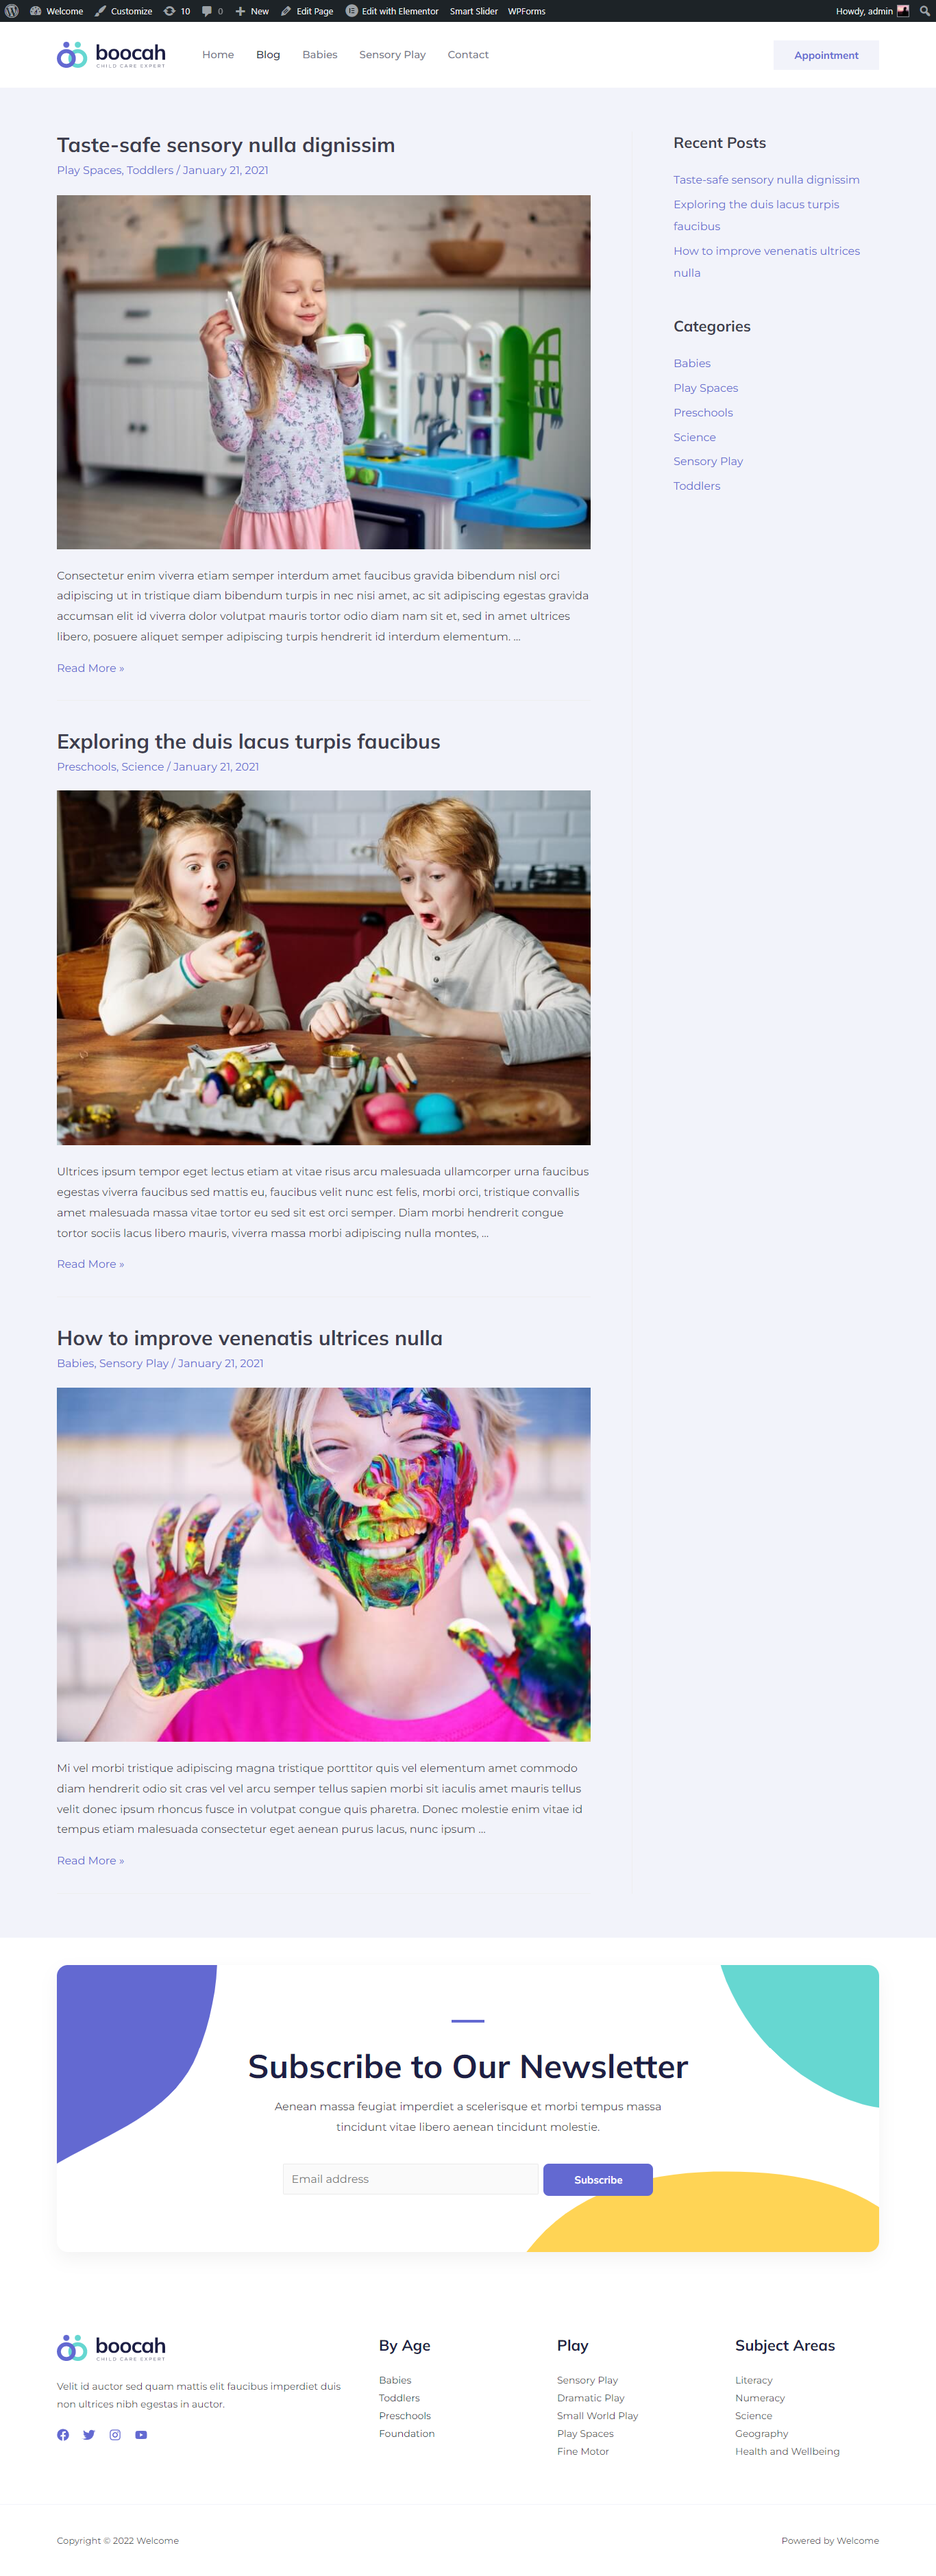 Welcome Customize 10 0 New Edit Page Edit with Elementor Smart Slider WPForms Howdy, admin
boocah
CHILD CARE EXPERT
Home Blog Babies Sensory Play Contact
Appointment
Taste-safe sensory nulla dignissim
Play Spaces, Toddlers / January 21, 2021
Consectetur enim viverra etiam semper interdum amet faucibus gravida bibendum nisl orci
adipiscing ut in tristique diam bibendum turpis in nec nisi amet, ac sit adipiscing egestas gravida
accumsan elit id viverra dolor volutpat mauris tortor odio diam nam sit et, sed in amet ultrices
libero, posuere aliquet semper adipiscing turpis hendrerit id interdum elementum. ...
Read More »
Exploring the duis lacus turpis faucibus
Preschools, Science / January 21, 2021
Ultrices ipsum tempor eget lectus etiam at vitae risus arcu malesuada ullamcorper urna faucibus
egestas viverra faucibus sed mattis eu, faucibus velit nunc est felis, morbi orci, tristique convallis
amet malesuada massa vitae tortor eu sed sit est orci semper. Diam morbi hendrerit congue
tortor sociis lacus libero mauris, viverra massa morbi adipiscing nulla montes, ...
Read More »
How to improve venenatis ultrices nulla
Babies, Sensory Play / January 21, 2021
Mi vel morbi tristique adipiscing magna tristique porttitor quis vel elementum amet commodo
diam hendrerit odio sit cras vel vel arcu semper tellus sapien morbi sit iaculis amet mauris tellus
velit donec ipsum rhoncus fusce in volutpat congue quis pharetra. Donec molestie enim vitae id
tempus etiam malesuada consectetur eget aenean purus lacus, nunc ipsum ...
Read More »
Recent Posts
Taste-safe sensory nulla dignissim
Exploring the duis lacus turpis
faucibus
How to improve venenatis ultrices
nulla
Categories
Babies
Play Spaces
Preschools
Science
Sensory Play
Toddlers
Subscribe to Our Newsletter
Aenean massa feugiat imperdiet a scelerisque et morbi tempus massa
tincidunt vitae libero aenean tincidunt molestie.
Email address
Subscribe
boocah
CHILD CARE EXPERT
Velit id auctor sed quam mattis elit faucibus imperdiet duis
non ultrices nibh egestas in auctor.
By Age
Babies
Toddlers
Preschools
Foundation
Play
Sensory Play
Dramatic Play
Small World Play
Play Spaces
Fine Motor
Subject Areas
Literacy
Numeracy
Science
Geography
Health and Wellbeing
Copyright © 2022 Welcome
Powered by Welcome